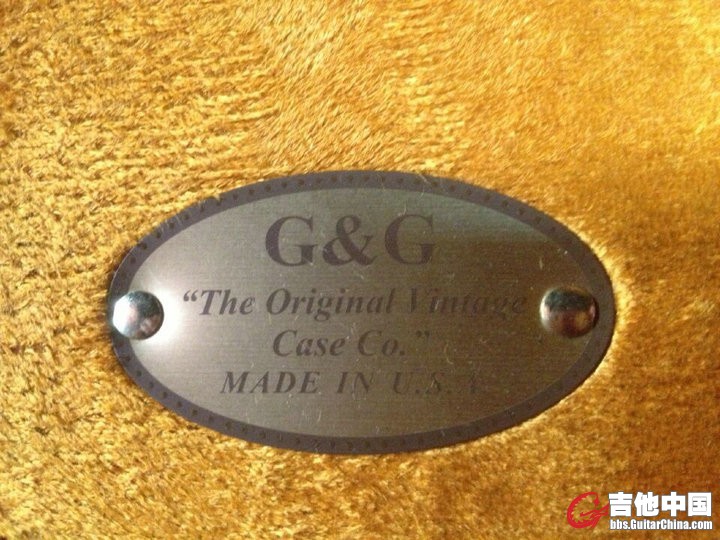 G&G
“The Original Vintage
Case Co.”
MADE IN U.S.A
吉他中国
bbs.GuitarChina.com